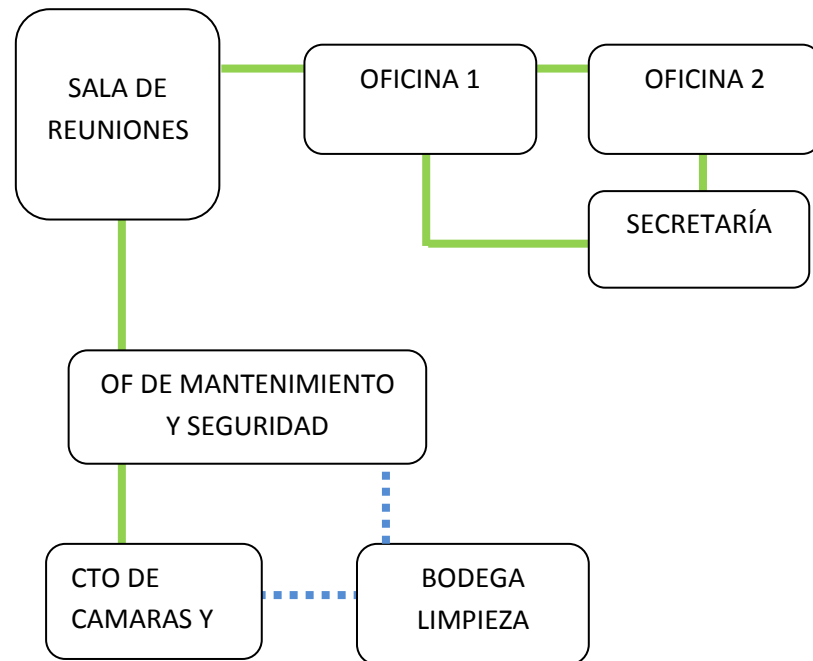 SALA DE
REUNIONES
OFICINA 1
OFICINA 2
SECRETARÍA
OF DE MANTENIMIENTO
Y SEGURIDAD
CTO DE
CAMARAS Y
BODEGA
LIMPIEZA